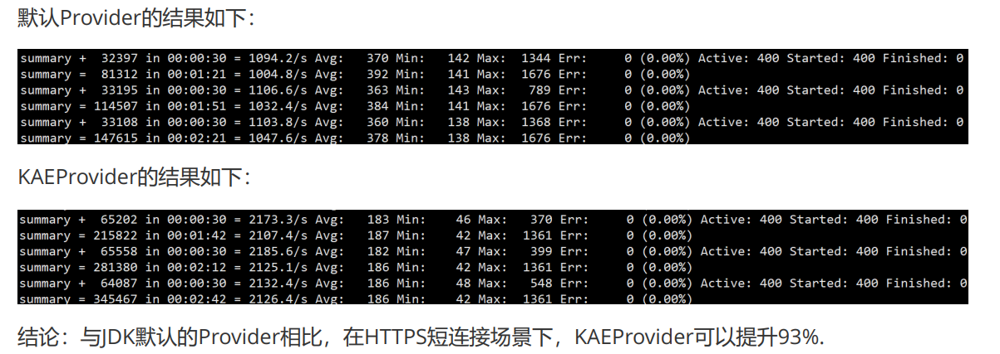 默认Provider的结果如下：
summary +  32397 in 00:00:30 = 1094.2/s Avg:   370 Min:   142 Max:  1344 Err:     0 (0.00%) Active: 400 Started: 400 Finished: 0
summary =  81312 in 00:01:21 = 1004.8/s Avg:   392 Min:   141 Max:  1676 Err:     0 (0.00%)
summary +  33195 in 00:00:30 = 1106.6/s Avg:   363 Min:   143 Max:   789 Err:     0 (0.00%) Active: 400 Started: 400 Finished: 0
summary = 114507 in 00:01:51 = 1032.4/s Avg:   384 Min:   141 Max:  1676 Err:     0 (0.00%)
summary +  33108 in 00:00:30 = 1103.8/s Avg:   360 Min:   138 Max:  1368 Err:     0 (0.00%) Active: 400 Started: 400 Finished: 0
summary = 147615 in 00:02:21 = 1047.6/s Avg:   378 Min:   138 Max:  1676 Err:     0 (0.00%)
KAEProvider的结果如下：
summary +  65202 in 00:00:30 = 2173.3/s Avg:   183 Min:    46 Max:   370 Err:     0 (0.00%) Active: 400 Started: 400 Finished: 0
summary = 215822 in 00:01:42 = 2107.4/s Avg:   187 Min:    42 Max:  1361 Err:     0 (0.00%)
summary +  65558 in 00:00:30 = 2185.6/s Avg:   182 Min:    47 Max:   399 Err:     0 (0.00%) Active: 400 Started: 400 Finished: 0
summary = 281380 in 00:02:12 = 2125.1/s Avg:   186 Min:    42 Max:  1361 Err:     0 (0.00%)
summary +  64087 in 00:00:30 = 2132.4/s Avg:   186 Min:    48 Max:   548 Err:     0 (0.00%) Active: 400 Started: 400 Finished: 0
summary = 345467 in 00:02:42 = 2126.4/s Avg:   186 Min:    42 Max:  1361 Err:     0 (0.00%)
结论：与JDK默认的Provider相比，在HTTPS短连接场景下，KAEProvider可以提升93%.